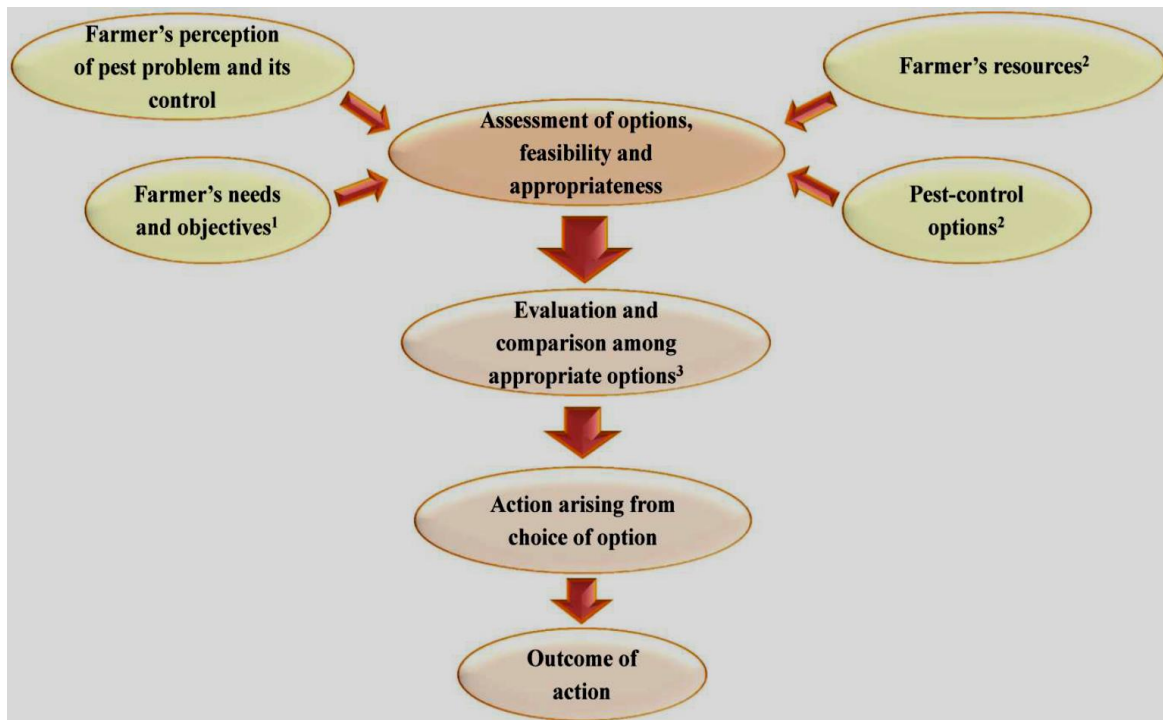 Farmer’s perception
of pest problem and its
control
Farmer’s resources²
Assessment of options,
feasibility and
appropriateness
Farmer’s needs
and objectives¹
Pest-control
options²
Evaluation and
comparison among
appropriate options³
Action arising from
choice of option
Outcome of
action